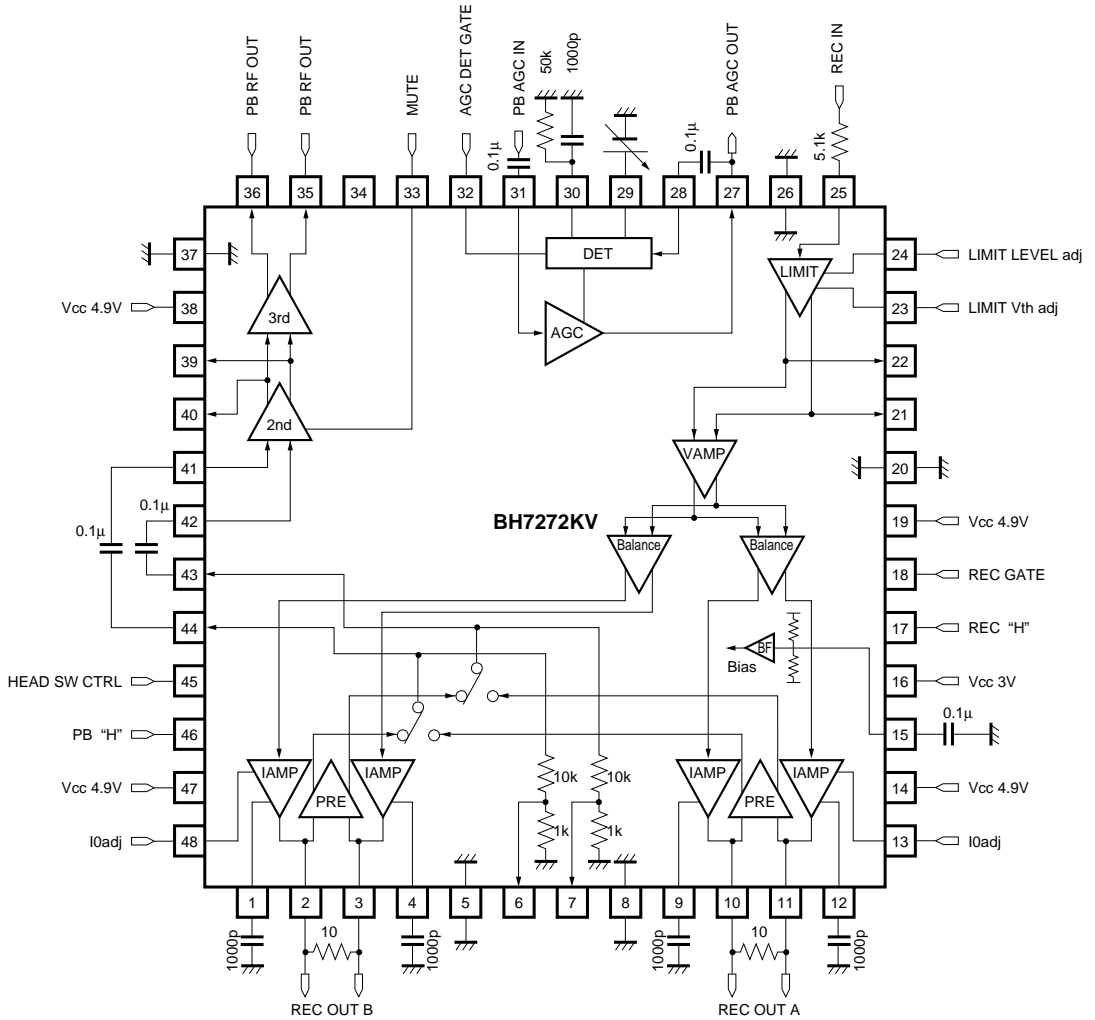 PB RF OUT
PB RF OUT
MUTE
AGC DET GATE
PB AGC IN
50k
1000p
PB AGC OUT
REC IN
0.1μ
0.1μ
5.1k
36
35
34
33
32
31
30
29
28
27
26
25
37
DET
LIMIT
24
LIMIT LEVEL adj
Vcc 4.9V
38
3rd
AGC
23
LIMIT Vth adj
39
22
40
2nd
21
41
VAMP
20
0.1μ
0.1μ
42
BH7272KV
19
Vcc 4.9V
43
Balance
Balance
18
REC GATE
44
17
REC “H”
BF
Bias
HEAD SW CTRL
45
16
Vcc 3V
0.1μ
PB “H”
46
15
Vcc 4.9V
47
IAMP
PRE
IAMP
10k
10k
IAMP
PRE
IAMP
14
Vcc 4.9V
I0adj
48
1k
1k
13
I0adj
1
2
3
4
5
6
7
8
9
10
11
12
1000p
10
1000p
1000p
10
1000p
REC OUT B
REC OUT A